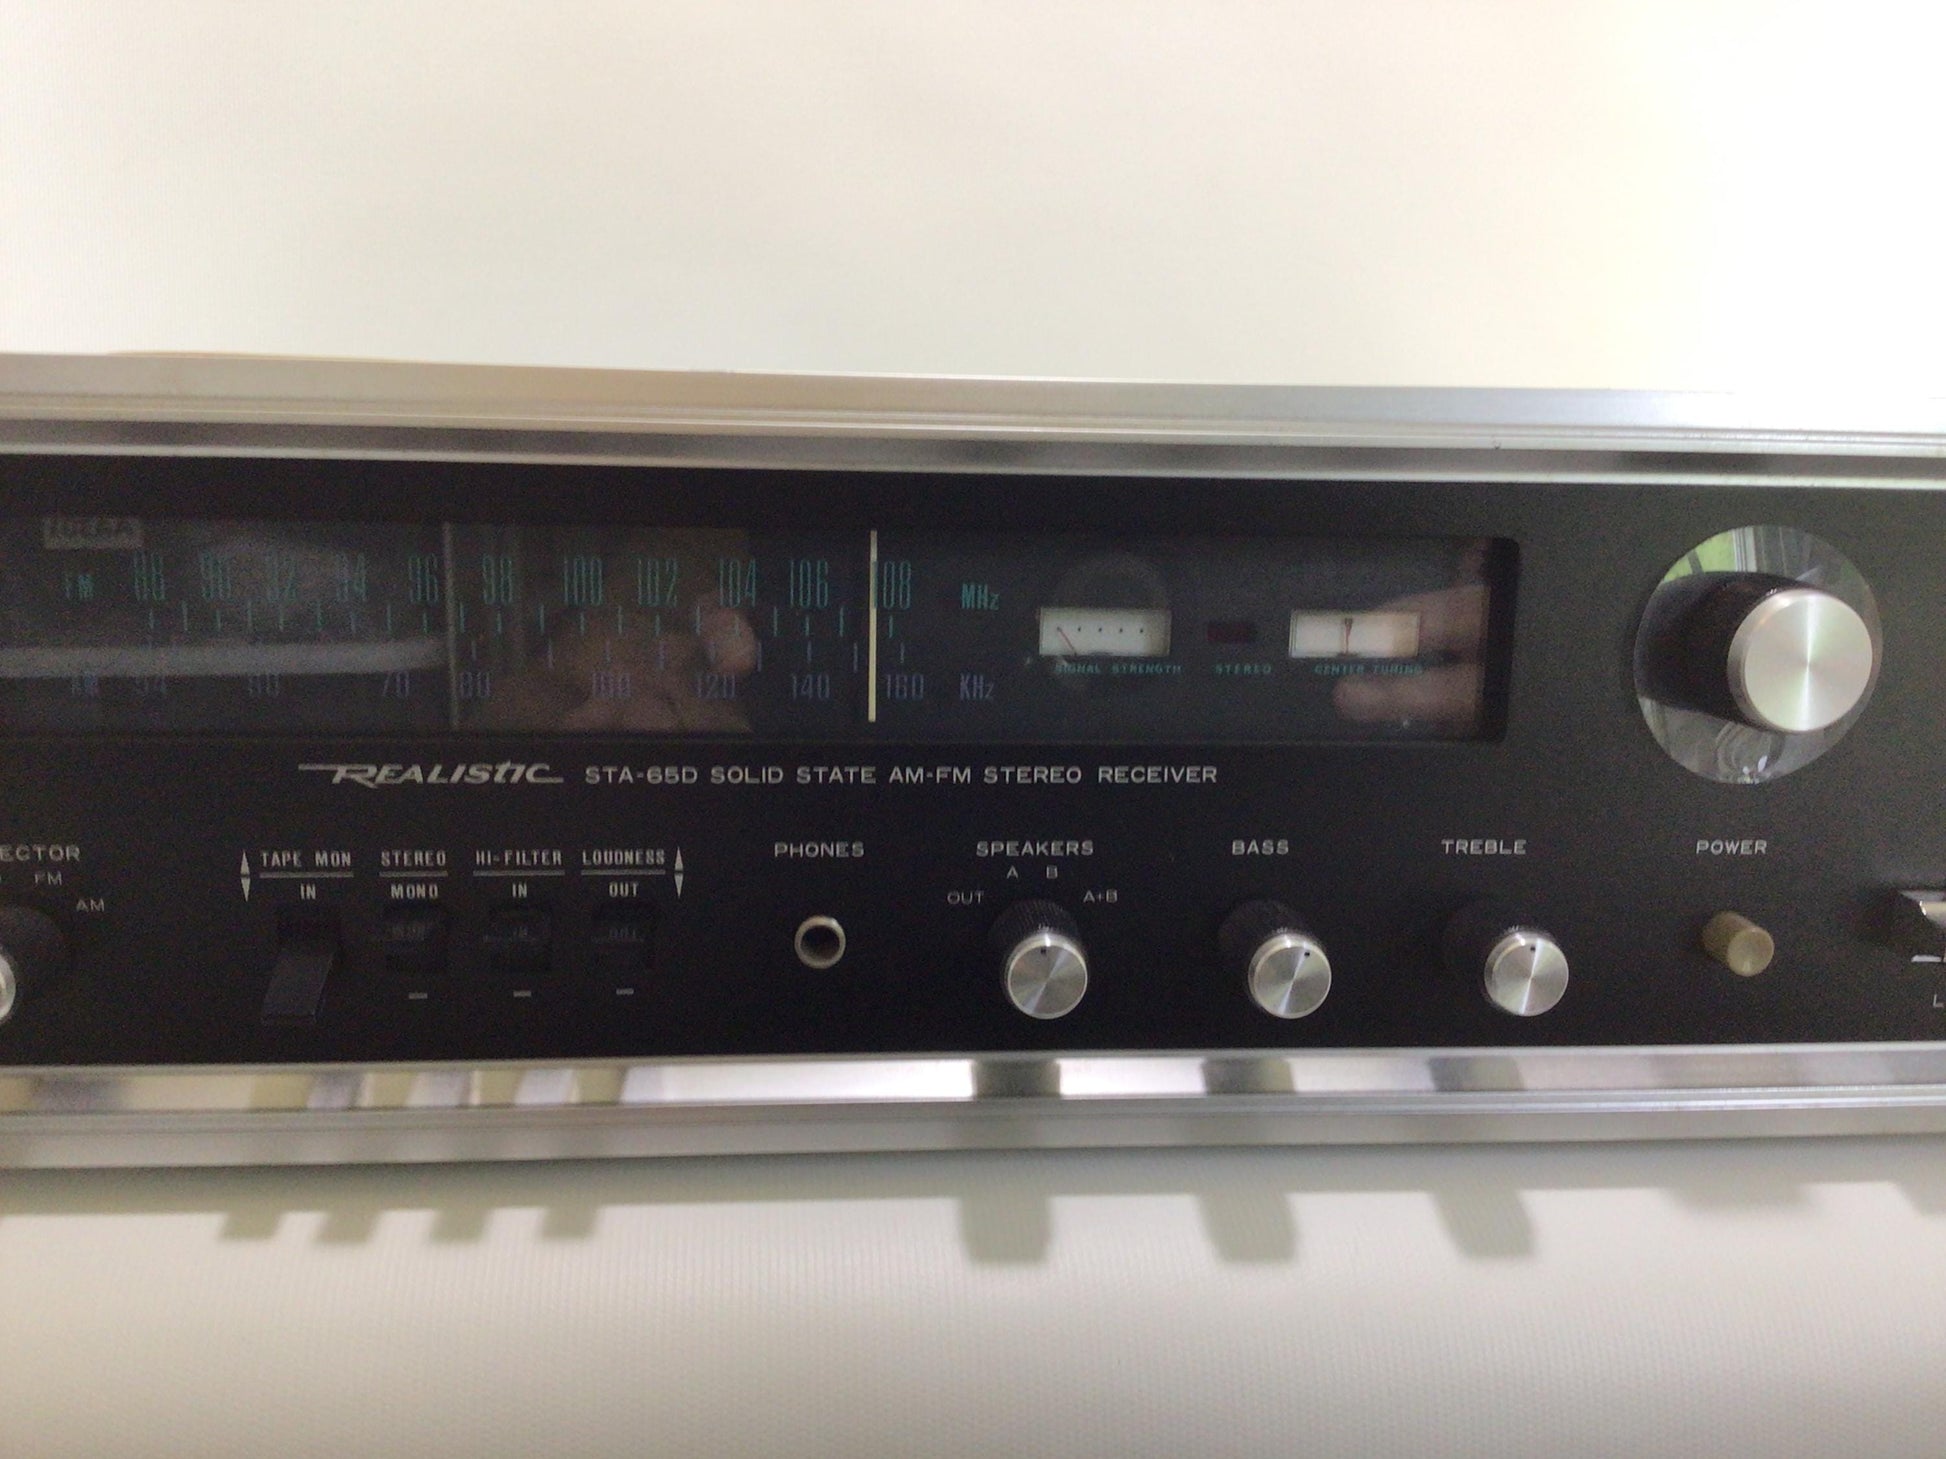 FM 88 90 92 94 96 98 100 102 104 106 108 MHz
80 100 120 140 160 KHz
SIGNAL STRENGTH STEREO CENTER TUNING
REALISTIC STA-65D SOLID STATE AM-FM STEREO RECEIVER
ECTOR
FM
AM
TAPE MON STEREO HI-FILTER LOUDNESS
IN MONO IN OUT
PHONES
SPEAKERS
A B
OUT A+B
BASS
TREBLE
POWER
L